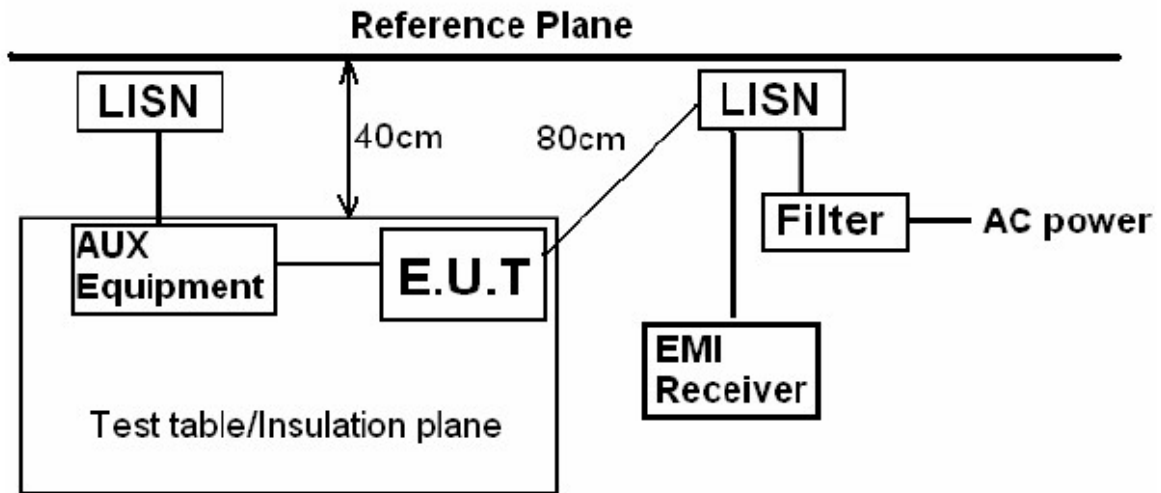 Reference Plane
LISN
LISN
40cm
80cm
Filter
AC power
AUX
Equipment
E.U.T
EMI
Receiver
Test table/Insulation plane